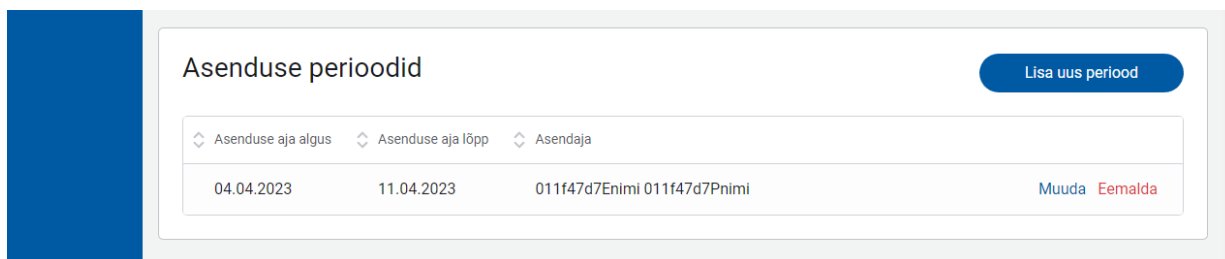 Asenduse perioodid
Lisa uus periood
Asenduse aja algus Asenduse aja lõpp Asendaja
04.04.2023 11.04.2023 011f47d7Enimi 011f47d7Pnimi Muuda Eemalda